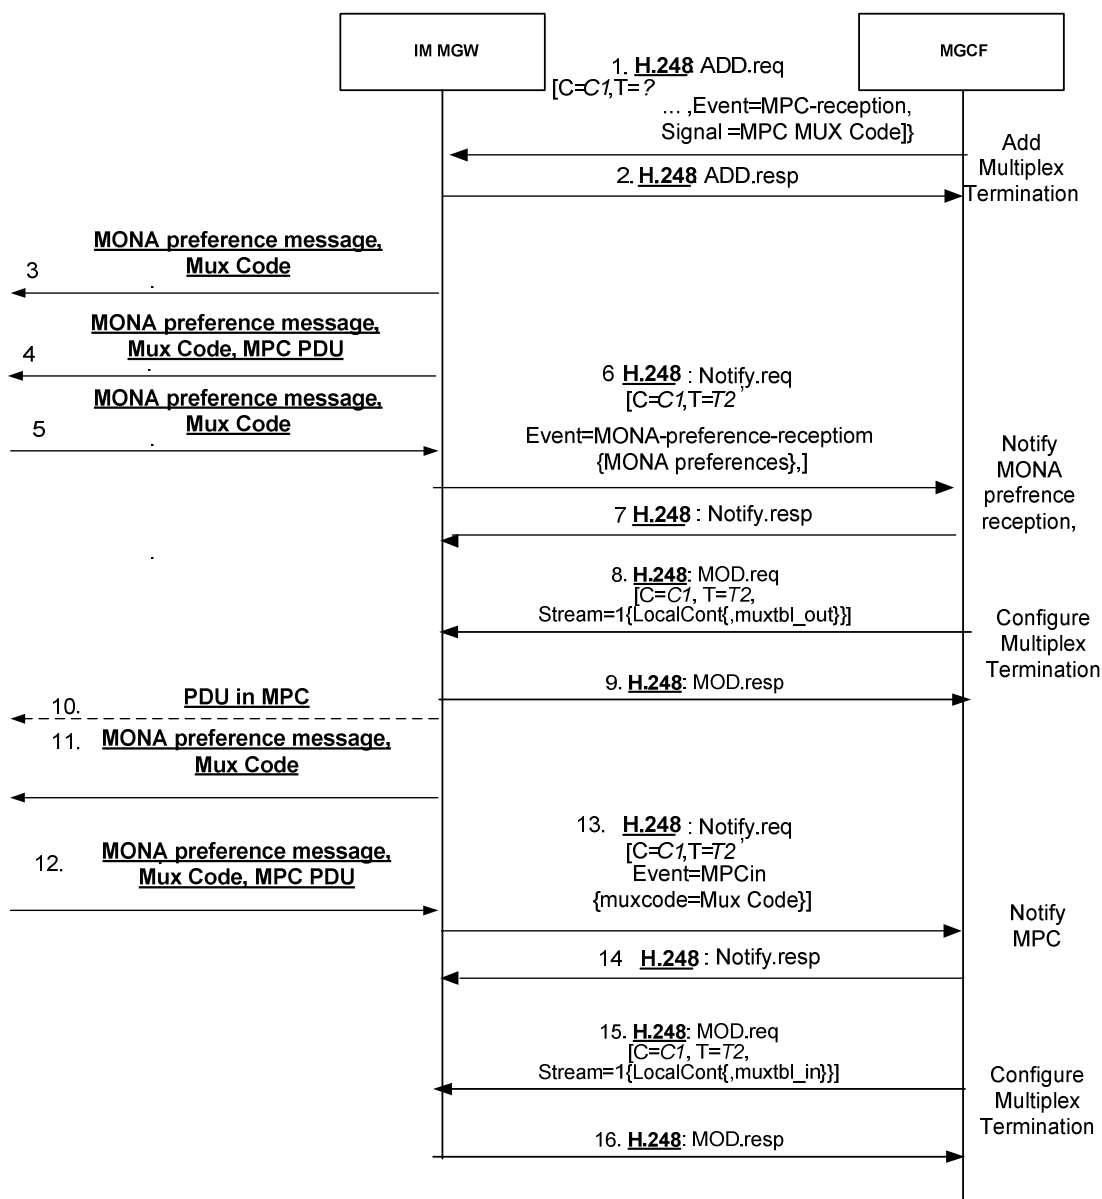 IM MGW
MGCF
1. H.248 ADD.req
[C=C1,T=?
... ,Event=MPC-reception,
Signal =MPC MUX Code]}
Add
Multiplex
Termination
2. H.248 ADD.resp
MONA preference message,
Mux Code
3
MONA preference message,
Mux Code, MPC PDU
4
MONA preference message,
Mux Code
5
6 H.248 : Notify.req
[C=C1,T=T2 ,
Event=MONA-preference-receptiom
{MONA preferences},]
Notify
MONA
prefrence
reception,
7 H.248 : Notify.resp
8. H.248: MOD.req
[C=C1, T=T2,
Stream=1{LocalCont{,muxtbl_out}}]
Configure
Multiplex
Termination
9. H.248: MOD.resp
10. PDU in MPC
11. MONA preference message,
Mux Code
12. MONA preference message,
Mux Code, MPC PDU
13. H.248 : Notify.req
[C=C1,T=T2 ,
Event=MPCin
{muxcode=Mux Code}]
Notify
MPC
14 H.248 : Notify.resp
15. H.248: MOD.req
[C=C1, T=T2,
Stream=1{LocalCont{,muxtbl_in}}]
Configure
Multiplex
Termination
16. H.248: MOD.resp